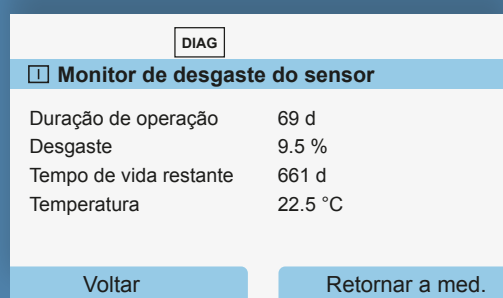 DIAG
I Monitor de desgaste do sensor
Duração de operação 69 d
Desgaste 9.5 %
Tempo de vida restante 661 d
Temperatura 22.5 °C
Voltar Retornar a med.